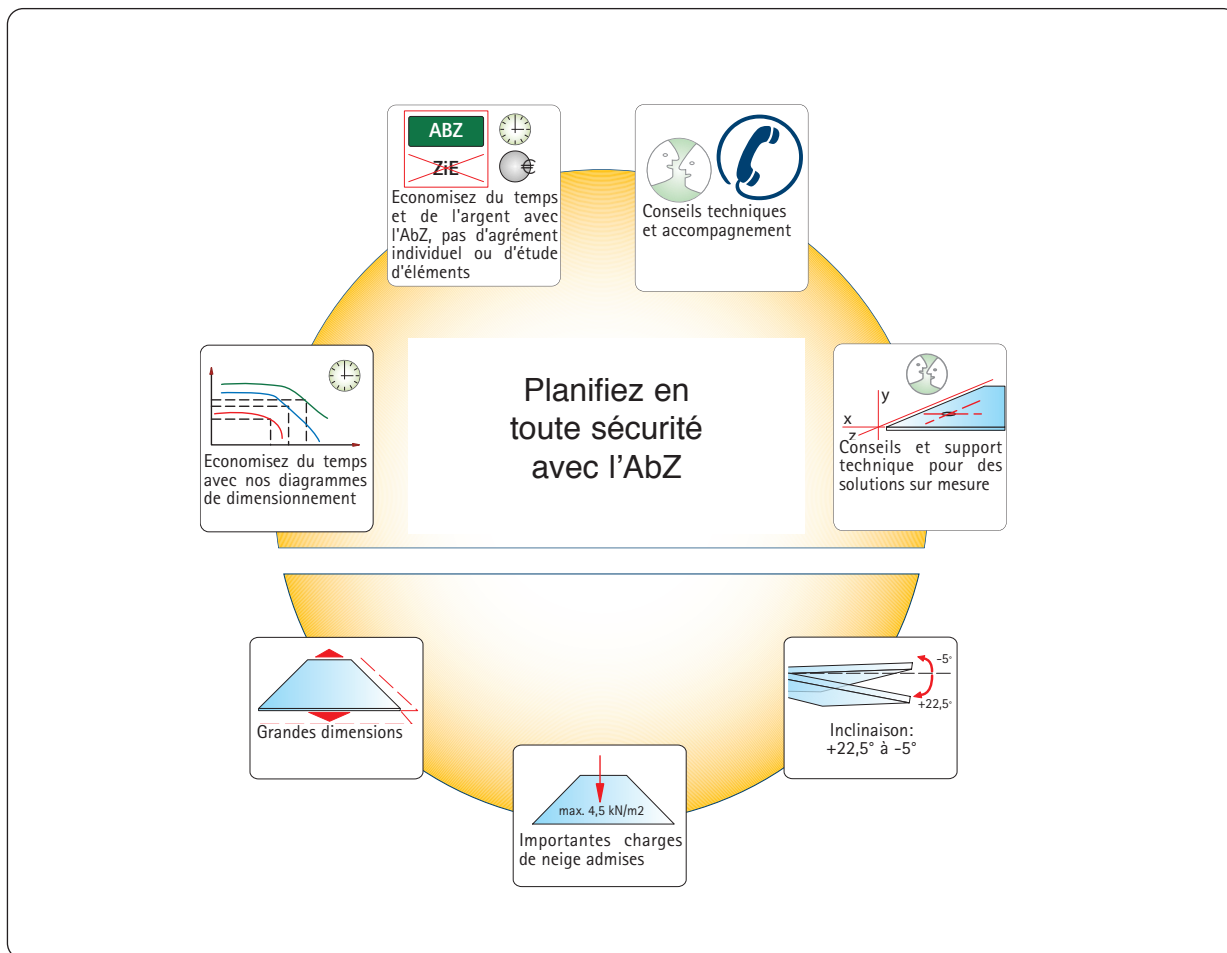 ABZ
ZiE
€
Economisez du temps
et de l'argent avec
l'AbZ, pas d'agrément
individuel ou d'étude
d'éléments
Conseils techniques
et accompagnement
Economisez du temps
avec nos diagrammes
de dimensionnement
Planifiez en
toute sécurité
avec l'AbZ
y
x
z
Conseils et support
technique pour des
solutions sur mesure
Grandes dimensions
max. 4,5 kN/m2
Importantes charges
de neige admises
-5°
+22,5°
Inclinaison:
+22,5° à -5°